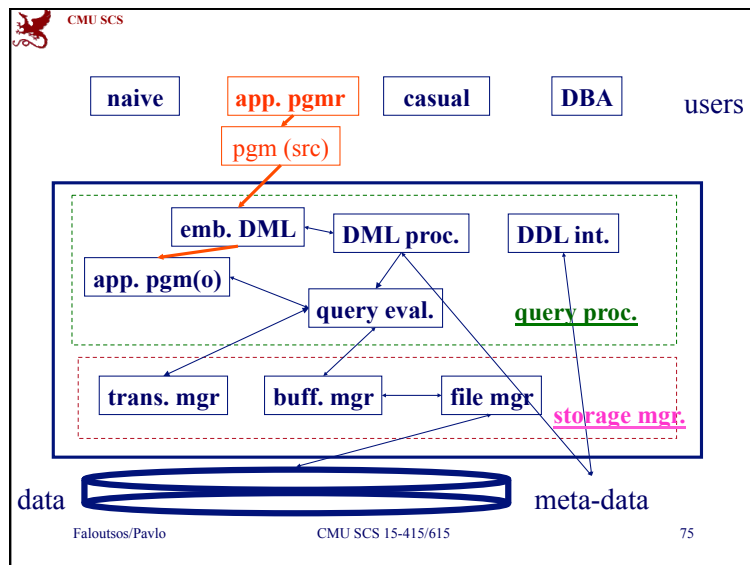 CMU SCS
naive app. pgmr casual DBA users
pgm (src)
emb. DML DML proc. DDL int.
app. pgm(o)
query eval. query proc.
trans. mgr buff. mgr file mgr
storage mgr.
data meta-data
Faloutsos/Pavlo CMU SCS 15-415/615 75